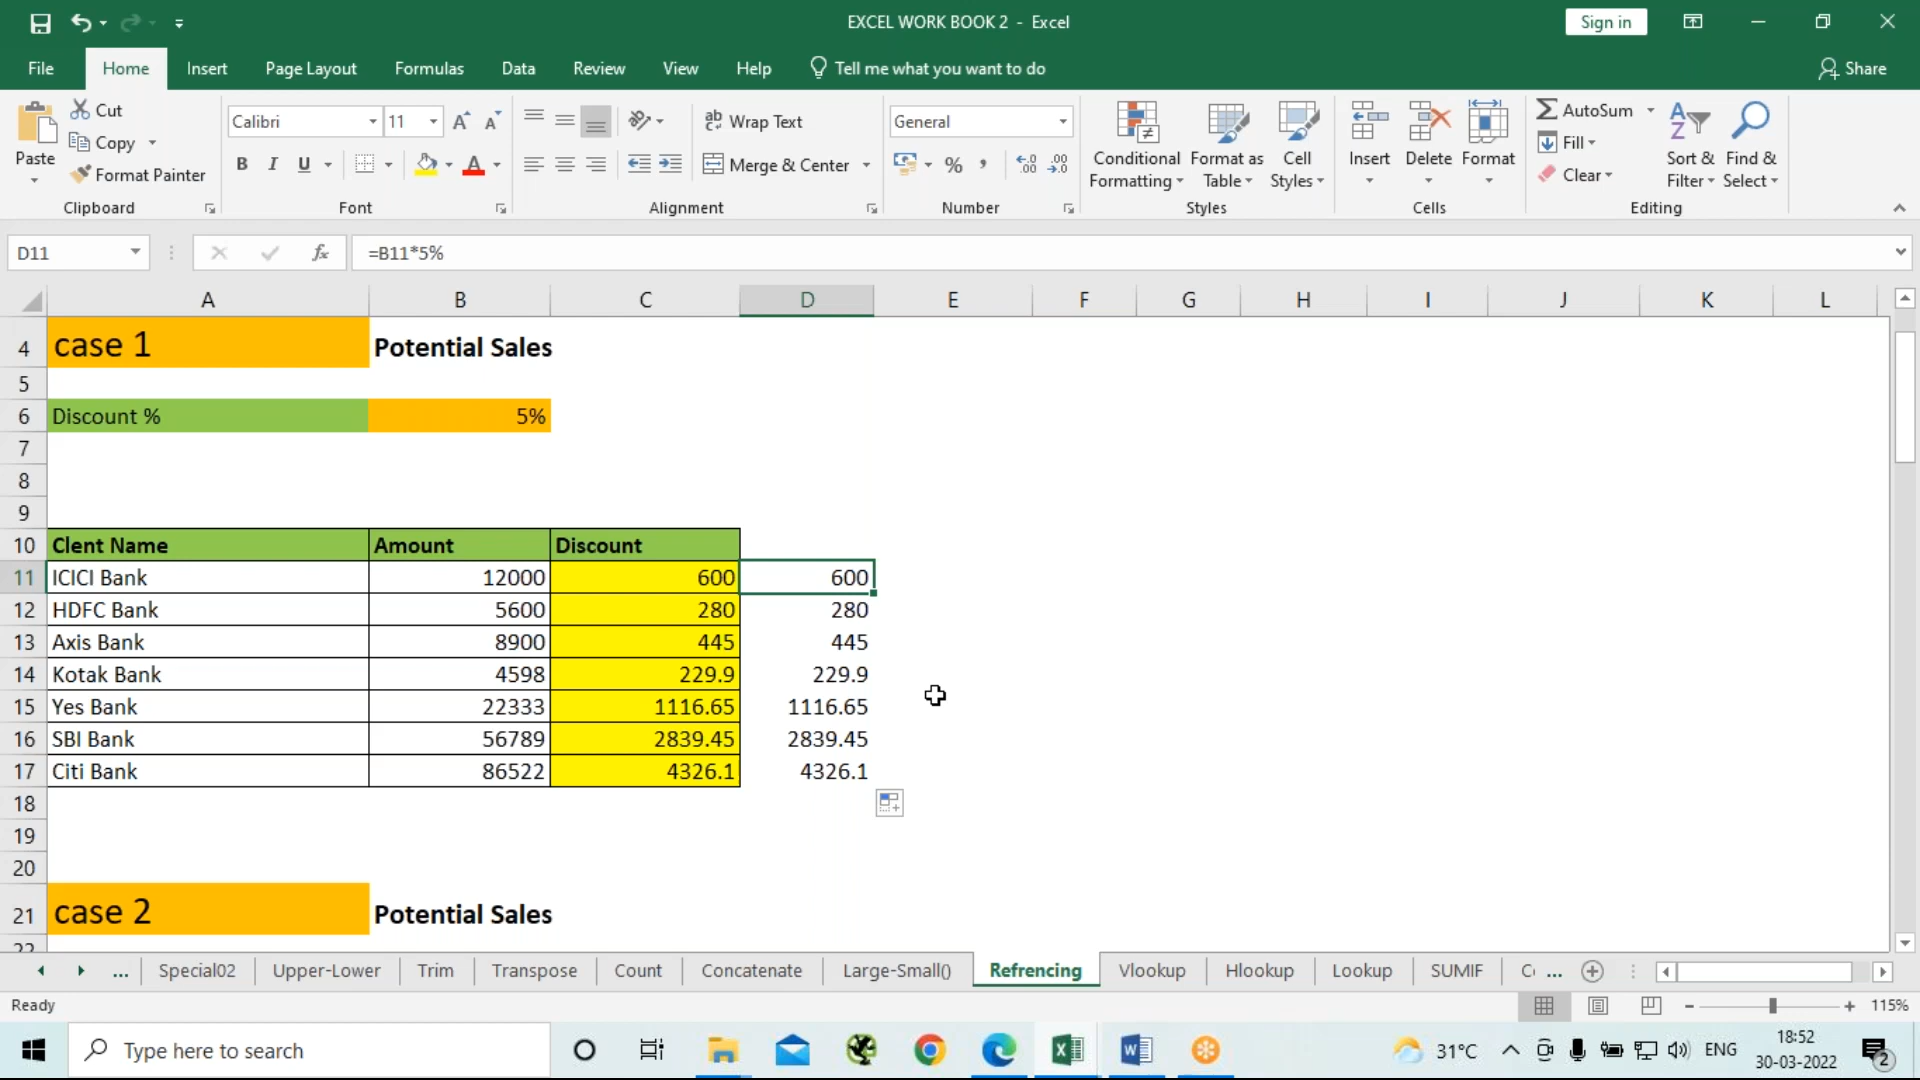 EXCEL WORK BOOK 2 - Excel
Sign in
File Home Insert Page Layout Formulas Data Review View Help Tell me what you want to do Share
Paste
Cut
Copy
Format Painter
Clipboard
Calibri 11
B I U
Font
Wrap Text
Merge & Center
Alignment
General
% ,
Number
Conditional Formatting
Format as Table
Cell Styles
Styles
Insert Delete Format
Cells
AutoSum
Fill
Clear
Sort & Filter
Find & Select
Editing
D11 fx =B11*5%
A B C D E F G H I J K L
4 case 1 Potential Sales
5
6 Discount % 5%
7
8
9
10 Clent Name Amount Discount
11 ICICI Bank 12000 600 600
12 HDFC Bank 5600 280 280
13 Axis Bank 8900 445 445
14 Kotak Bank 4598 229.9 229.9
15 Yes Bank 22333 1116.65 1116.65
16 SBI Bank 56789 2839.45 2839.45
17 Citi Bank 86522 4326.1 4326.1
18
19
20
21 case 2 Potential Sales
22
... Special02 Upper-Lower Trim Transpose Count Concatenate Large-Small() Refrencing Vlookup Hlookup Lookup SUMIF ...
Ready 115%
Type here to search
31°C ENG
18:52
30-03-2022
2